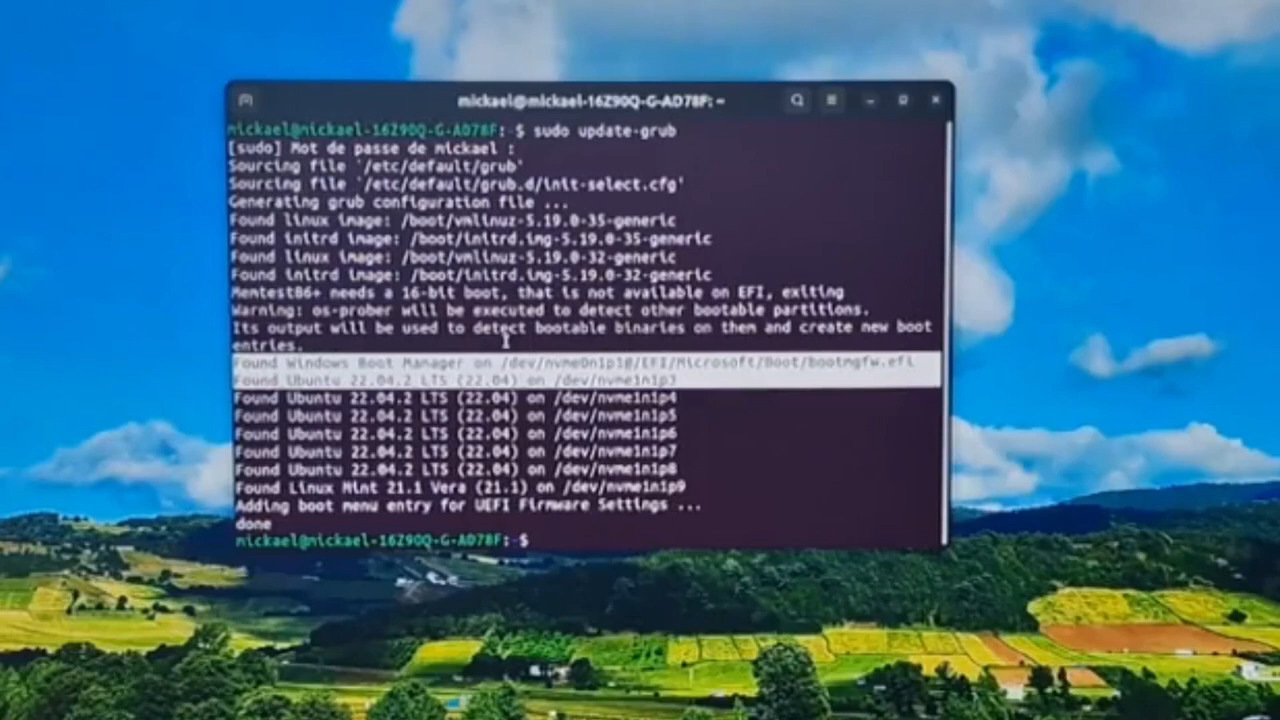 mickael@mickael-16Z90Q-G-AD78F: ~
mickael@mickael-16Z90Q-G-AD78F: $ sudo update-grub
[sudo] Mot de passe de mickael :
Sourcing file `/etc/default/grub'
Sourcing file `/etc/default/grub.d/init-select.cfg'
Generating grub configuration file ...
Found linux image: /boot/vmlinuz-5.19.0-35-generic
Found initrd image: /boot/initrd.img-5.19.0-35-generic
Found linux image: /boot/vmlinuz-5.19.0-32-generic
Found initrd image: /boot/initrd.img-5.19.0-32-generic
Memtest86+ needs a 16-bit boot, that is not available on EFI, exiting
Warning: os-prober will be executed to detect other bootable partitions.
Its output will be used to detect bootable binaries on them and create new boot
entries.
Found Windows Boot Manager on /dev/nvme0n1p1@/EFI/Microsoft/Boot/bootmgfw.efi
Found Ubuntu 22.04.2 LTS (22.04) on /dev/nvme1n1p3
Found Ubuntu 22.04.2 LTS (22.04) on /dev/nvme1n1p4
Found Ubuntu 22.04.2 LTS (22.04) on /dev/nvme1n1p5
Found Ubuntu 22.04.2 LTS (22.04) on /dev/nvme1n1p6
Found Ubuntu 22.04.2 LTS (22.04) on /dev/nvme1n1p7
Found Ubuntu 22.04.2 LTS (22.04) on /dev/nvme1n1p8
Found Linux Mint 21.1 Vera (21.1) on /dev/nvme1n1p9
Adding boot menu entry for UEFI Firmware Settings ...
done
mickael@mickael-16Z90Q-G-AD78F: $